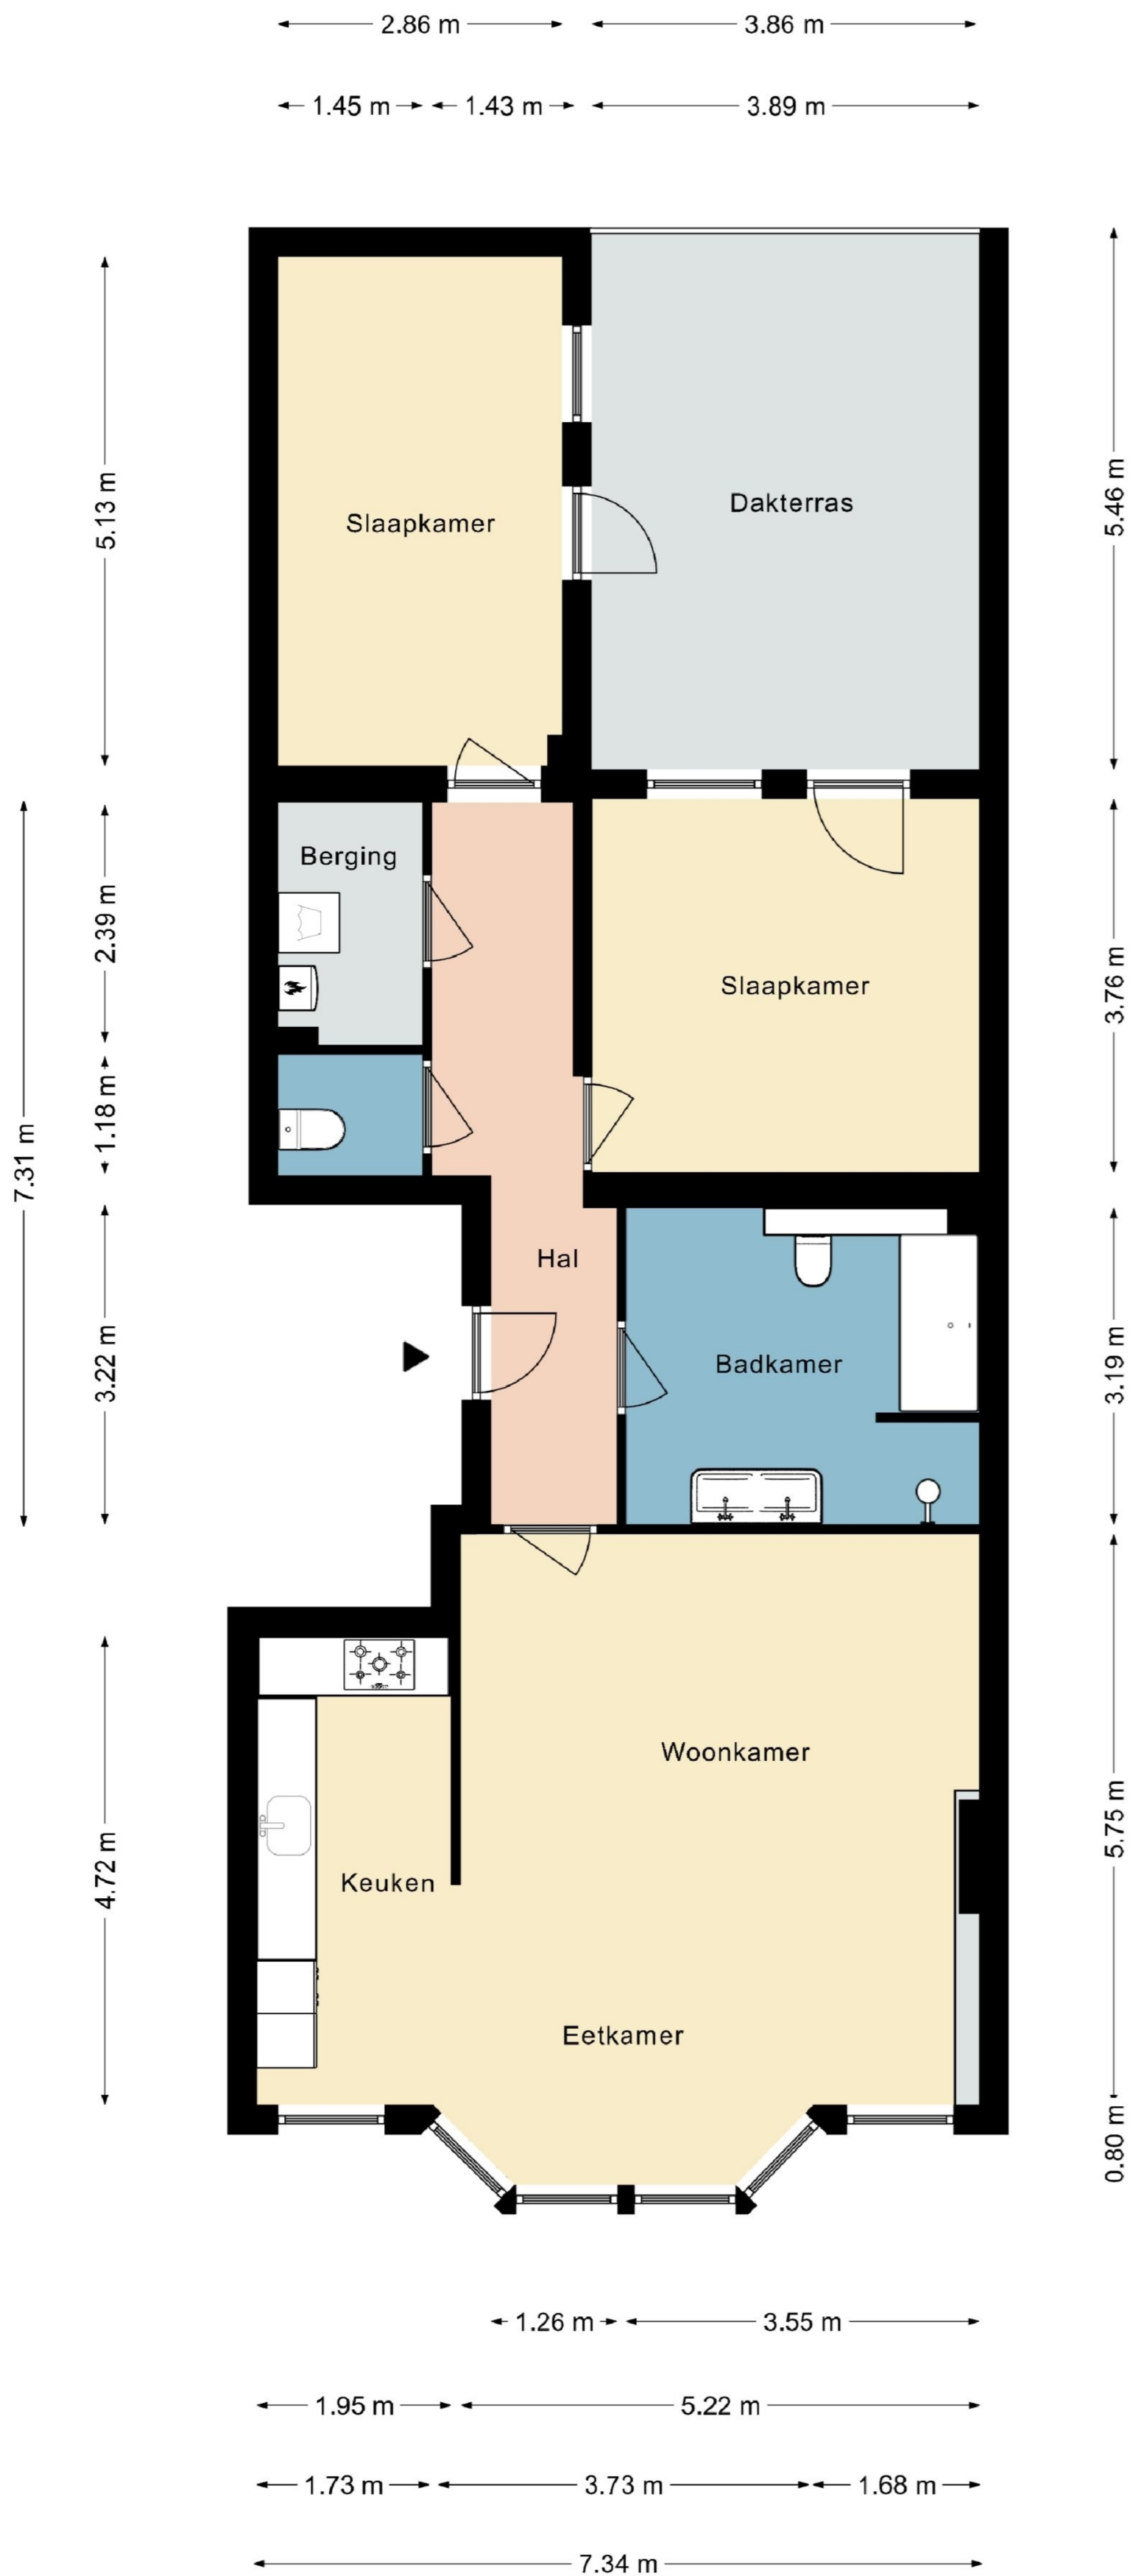 2.86 m 3.86 m
1.45 m 1.43 m 3.89 m
5.13 m
5.46 m
Slaapkamer
Dakterras
Berging
2.39 m
3.76 m
Slaapkamer
1.18 m
7.31 m
Hal
3.22 m
3.19 m
Badkamer
Woonkamer
5.75 m
4.72 m
Keuken
Eetkamer
0.80 m
1.26 m 3.55 m
1.95 m 5.22 m
1.73 m 3.73 m 1.68 m
7.34 m